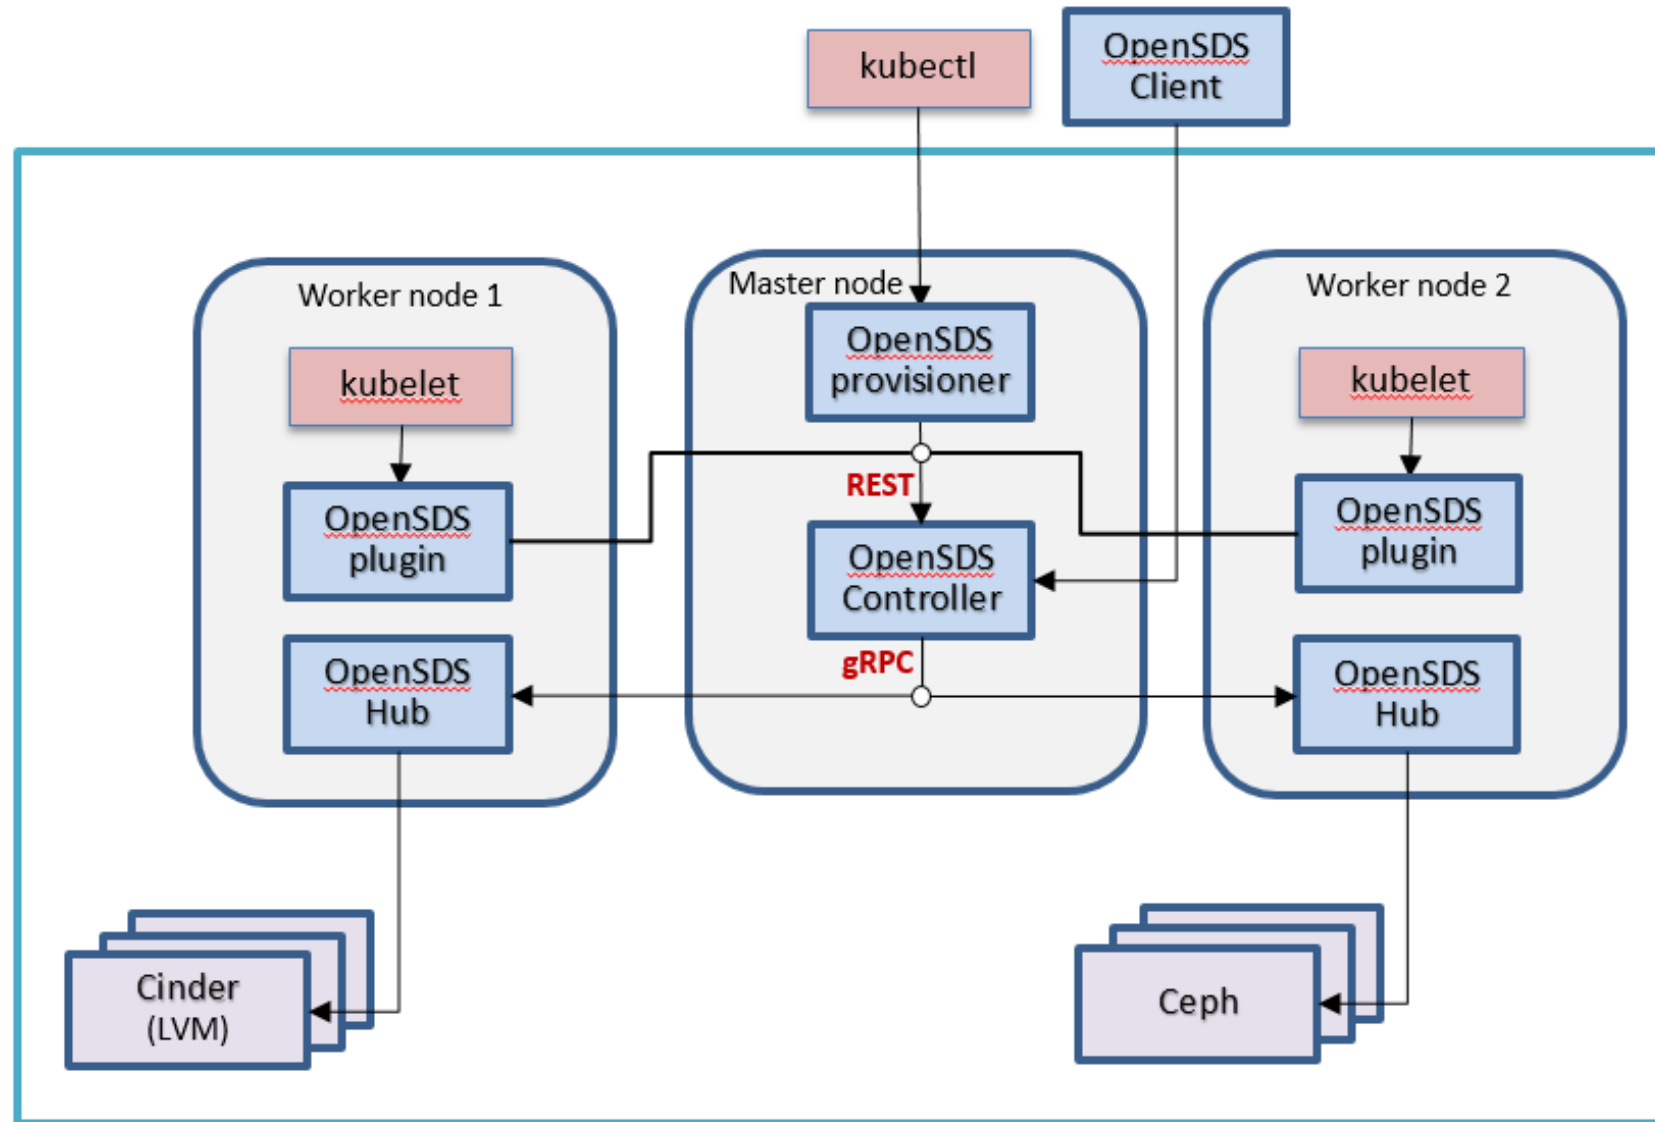 kubectl
OpenSDS
Client
Worker node 1
kubelet
OpenSDS
plugin
OpenSDS
Hub
Master node
OpenSDS
provisioner
REST
OpenSDS
Controller
gRPC
Worker node 2
kubelet
OpenSDS
plugin
OpenSDS
Hub
Cinder
(LVM)
Ceph